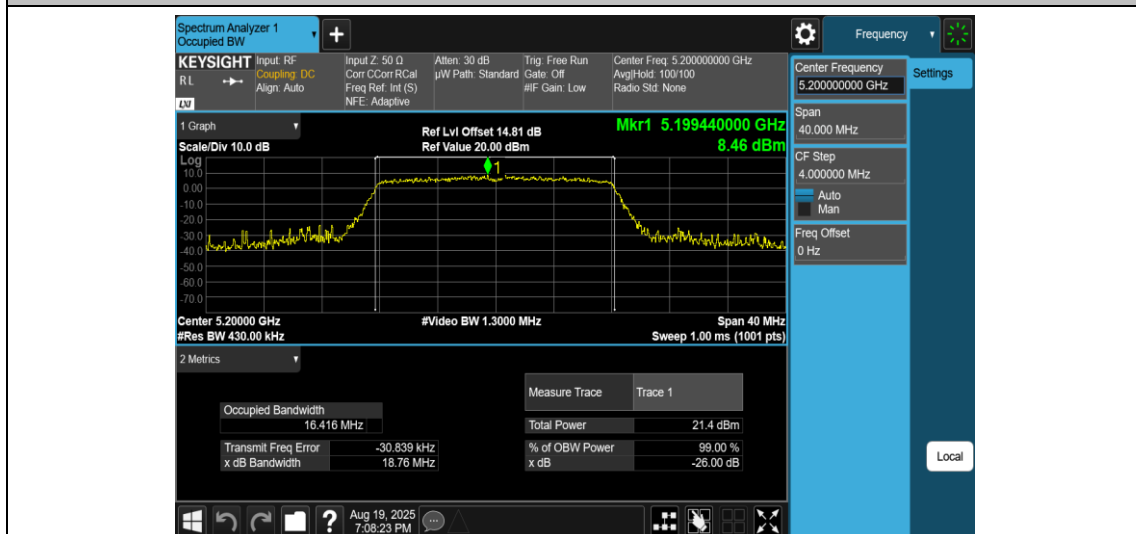 Spectrum Analyzer 1
Occupied BW
Frequency
KEYSIGHT
RL
LXI
Input: RF
Coupling: DC
Align: Auto
Input Z: 50 Ω
Corr CCorr RCal
Freq Ref: Int (S)
NFE: Adaptive
Atten: 30 dB
µW Path: Standard
Trig: Free Run
Gate: Off
#IF Gain: Low
Center Freq: 5.200000000 GHz
Avg|Hold: 100/100
Radio Std: None
Center Frequency
5.200000000 GHz
Settings
Span
40.000 MHz
CF Step
4.000000 MHz
Auto
Man
Freq Offset
0 Hz
Local
1 Graph
Scale/Div 10.0 dB
Ref Lvl Offset 14.81 dB
Ref Value 20.00 dBm
Mkr1 5.199440000 GHz
8.46 dBm
Log
10.0
0.00
-10.0
-20.0
-30.0
-40.0
-50.0
-60.0
-70.0
1
Center 5.20000 GHz
#Res BW 430.00 kHz
#Video BW 1.3000 MHz
Span 40 MHz
Sweep 1.00 ms (1001 pts)
2 Metrics
Occupied Bandwidth
16.416 MHz
Transmit Freq Error -30.839 kHz
x dB Bandwidth 18.76 MHz
Measure Trace Trace 1
Total Power 21.4 dBm
% of OBW Power 99.00 %
x dB -26.00 dB
?
Aug 19, 2025
7:08:23 PM